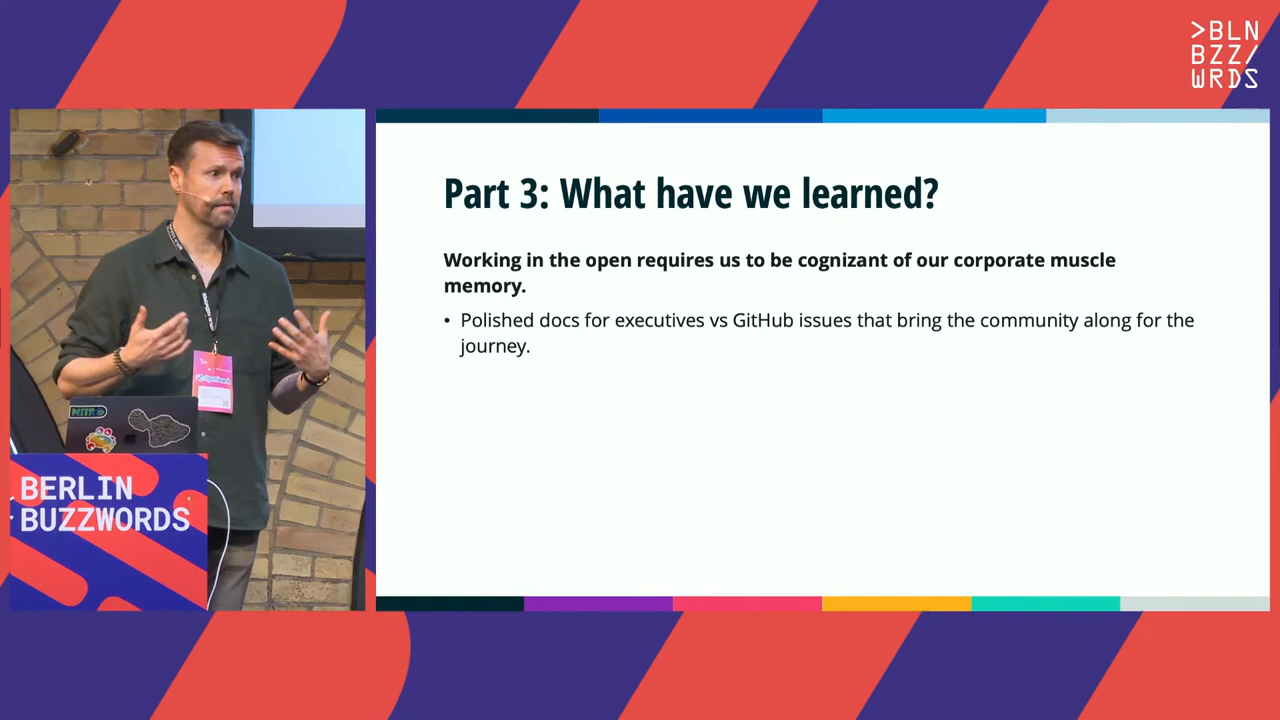 >BLN
BZZ/
WRDS
Part 3: What have we learned?
Working in the open requires us to be cognizant of our corporate muscle
memory.
• Polished docs for executives vs GitHub issues that bring the community along for the
journey.
BERLIN
BUZZWORDS